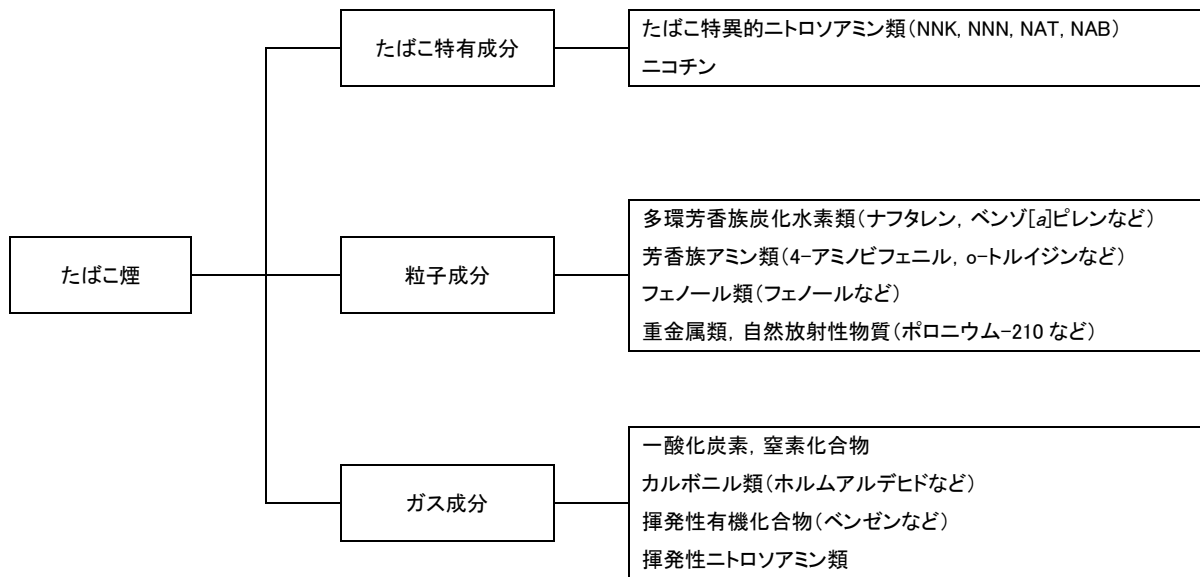 たばこ煙
たばこ特有成分
たばこ特異的ニトロソアミン類(NNK, NNN, NAT, NAB)
ニコチン
粒子成分
多環芳香族炭化水素類(ナフタレン, ベンゾ[a]ピレンなど)
芳香族アミン類(4-アミノビフェニル, o-トルイジンなど)
フェノール類(フェノールなど)
重金属類, 自然放射性物質(ポロニウム-210 など)
ガス成分
一酸化炭素, 窒素化合物
カルボニル類(ホルムアルデヒドなど)
揮発性有機化合物(ベンゼンなど)
揮発性ニトロソアミン類